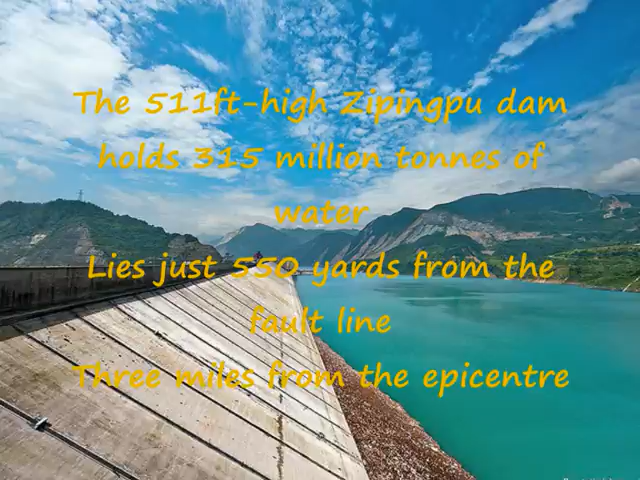 The 511ft-high Zipingpu dam
holds 315 million tonnes of
water
Lies just 550 yards from the
fault line
Three miles from the epicentre